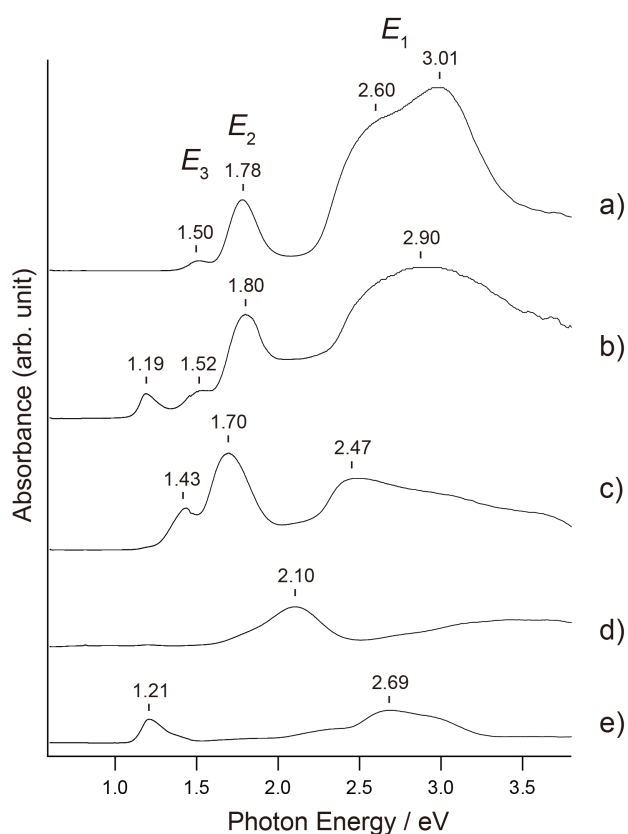 E1
3.01
2.60
E2
E3
1.78
1.50
a)
2.90
1.80
b)
1.19
1.52
1.70
2.47
1.43
c)
2.10
d)
1.21
2.69
e)
Absorbance (arb. unit)
1.0 1.5 2.0 2.5 3.0 3.5
Photon Energy / eV